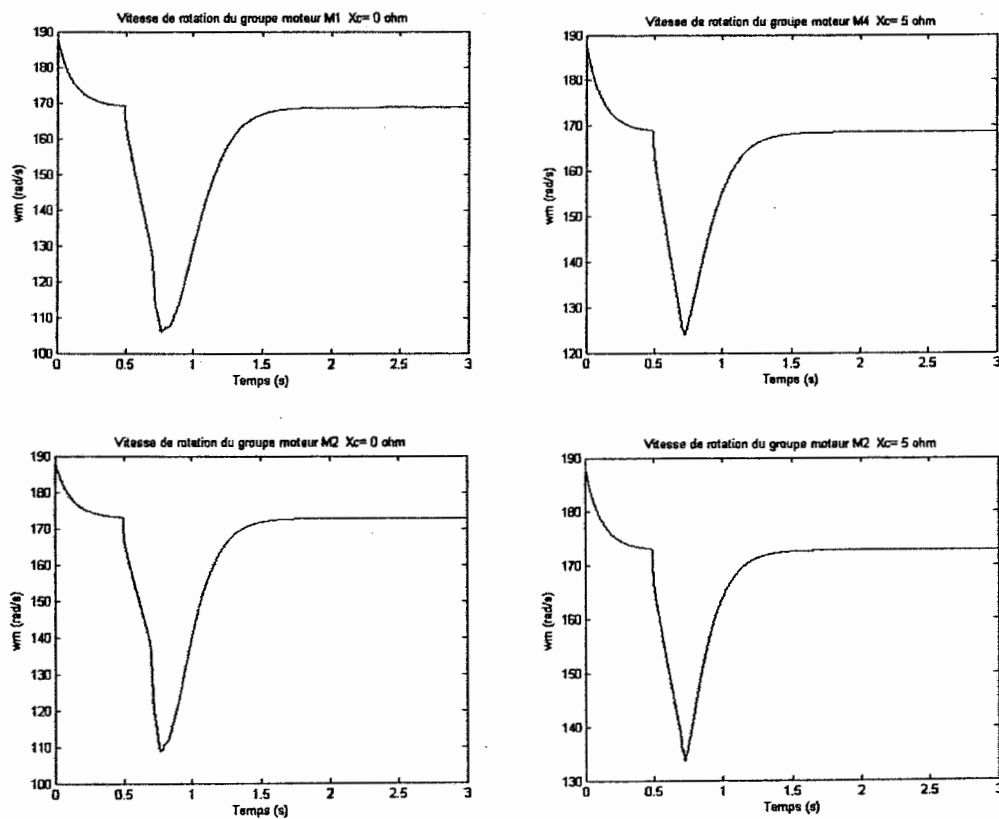 Vitesse de rotation du groupe moteur M1 Xc= 0 ohm
190
180
170
160
150
140
130
120
110
100
wm (rad/s)
0 0.5 1 1.5 2 2.5 3
Temps (s)
Vitesse de rotation du groupe moteur M4 Xc= 5 ohm
190
180
170
160
150
140
130
120
wm (rad/s)
0 0.5 1 1.5 2 2.5 3
Temps (s)
Vitesse de rotation du groupe moteur M2 Xc= 0 ohm
190
180
170
160
150
140
130
120
110
100
wm (rad/s)
0 0.5 1 1.5 2 2.5 3
Temps (s)
Vitesse de rotation du groupe moteur M2 Xc= 5 ohm
190
180
170
160
150
140
130
wm (rad/s)
0 0.5 1 1.5 2 2.5 3
Temps (s)